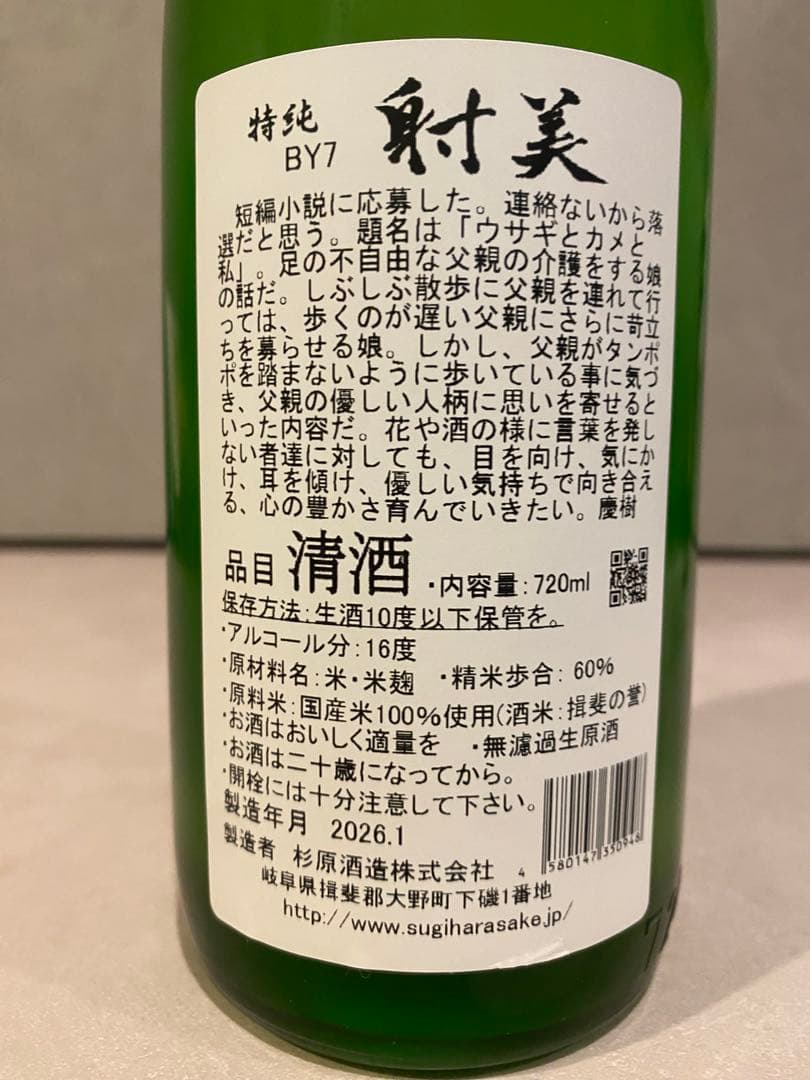 特純
BY7
射美
短編小説に応募した。連絡ないから落
選だと思う。題名は「ウサギとカメと
私」。足の不自由な父親の介護をする娘
の話だ。しぶしぶ散歩に父親を連れて行
っては、歩くのが遅い父親にさらに苛立
ちを募らせる娘。しかし、父親がタンポ
ポを踏まないように歩いている事に気づ
き、父親の優しい人柄に思いを寄せると
いった内容だ。花や酒の様に言葉を発し
ない者達に対しても、目を向け、気にか
け、耳を傾け、優しい気持ちで向き合え
る、心の豊かさ育んでいきたい。慶樹
品目 清酒 ・内容量:720ml
保存方法:生酒10度以下保管を。
・アルコール分:16度
・原材料名:米・米麹 ・精米歩合:60%
・原料米:国産米100%使用(酒米:揖斐の誉)
・お酒はおいしく適量を ・無濾過生原酒
・お酒は二十歳になってから。
・開栓には十分注意して下さい。
製造年月 2026.1
製造者 杉原酒造株式会社
岐阜県揖斐郡大野町下磯1番地
http://www.sugiharasake.jp/
4 580147 350948